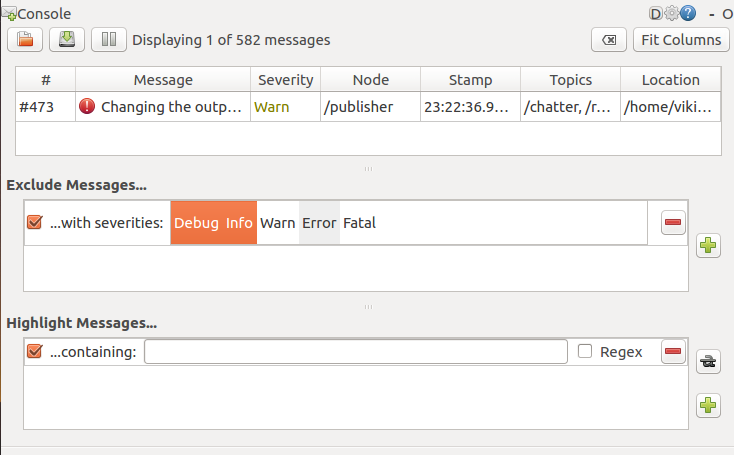 Console D ? - O
Displaying 1 of 582 messages Fit Columns
# Message Severity Node Stamp Topics Location
#473 Changing the outp... Warn /publisher 23:22:36.9... /chatter, /r... /home/viki...
Exclude Messages...
...with severities: Debug Info Warn Error Fatal
Highlight Messages...
...containing: Regex